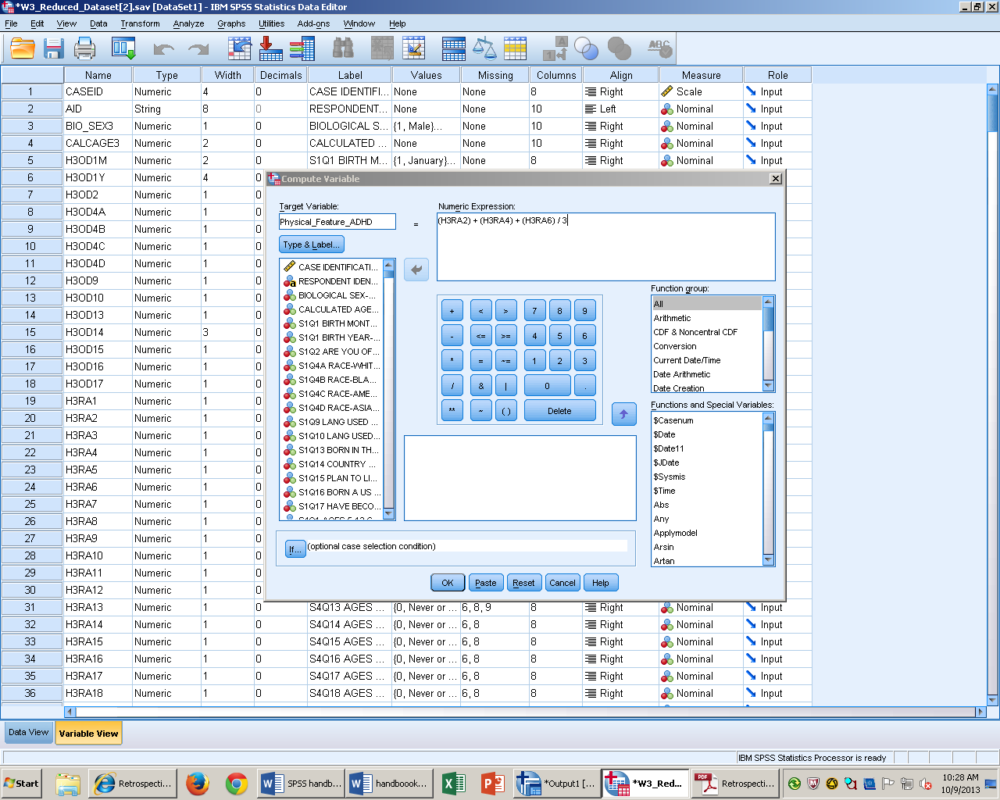 *W3_Reduced_Dataset[2].sav [DataSet1] - IBM SPSS Statistics Data Editor
File Edit View Data Transform Analyze Graphs Utilities Add-ons Window Help
Name Type Width Decimals Label Values Missing Columns Align Measure Role
1 CASEID Numeric 4 0 CASE IDENTIFI... None None 8 Right Scale Input
2 AID String 8 0 RESPONDENT... None None 10 Left Nominal Input
3 BIO_SEX3 Numeric 1 0 BIOLOGICAL S... {1, Male}... None 10 Right Nominal Input
4 CALCAGE3 Numeric 2 0 CALCULATED ... None None 10 Right Nominal Input
5 H3OD1M Numeric 2 0 S1Q1 BIRTH M... {1, January}... None 8 Right Nominal Input
6 H3OD1Y Numeric 4 0
7 H3OD2 Numeric 1 0
8 H3OD4A Numeric 1 0
9 H3OD4B Numeric 1 0
10 H3OD4C Numeric 1 0
11 H3OD4D Numeric 1 0
12 H3OD9 Numeric 1 0
13 H3OD10 Numeric 1 0
14 H3OD13 Numeric 1 0
15 H3OD14 Numeric 3 0
16 H3OD15 Numeric 1 0
17 H3OD16 Numeric 1 0
18 H3OD17 Numeric 1 0
19 H3RA1 Numeric 1 0
20 H3RA2 Numeric 1 0
21 H3RA3 Numeric 1 0
22 H3RA4 Numeric 1 0
23 H3RA5 Numeric 1 0
24 H3RA6 Numeric 1 0
25 H3RA7 Numeric 1 0
26 H3RA8 Numeric 1 0
27 H3RA9 Numeric 1 0
28 H3RA10 Numeric 1 0
29 H3RA11 Numeric 1 0
30 H3RA12 Numeric 1 0
31 H3RA13 Numeric 1 0 S4Q13 AGES ... {0, Never or ... 6, 8, 9 8 Right Nominal Input
32 H3RA14 Numeric 1 0 S4Q14 AGES ... {0, Never or ... 6, 8 8 Right Nominal Input
33 H3RA15 Numeric 1 0 S4Q15 AGES ... {0, Never or ... 6, 8 8 Right Nominal Input
34 H3RA16 Numeric 1 0 S4Q16 AGES ... {0, Never or ... 6, 8 8 Right Nominal Input
35 H3RA17 Numeric 1 0 S4Q17 AGES ... {0, Never or ... 6, 8 8 Right Nominal Input
36 H3RA18 Numeric 1 0 S4Q18 AGES ... {0, Never or ... 6, 8 8 Right Nominal Input
Compute Variable
Target Variable:
Physical_Feature_ADHD
=
Numeric Expression:
(H3RA2) + (H3RA4) + (H3RA6) / 3
Type & Label...
CASE IDENTIFICATI...
RESPONDENT IDEN...
BIOLOGICAL SEX-...
CALCULATED AGE...
S1Q1 BIRTH MONT...
S1Q1 BIRTH YEAR-...
S1Q2 ARE YOU OF...
S1Q4A RACE-WHIT...
S1Q4B RACE-BLA...
S1Q4C RACE-AME...
S1Q4D RACE-ASIA...
S1Q9 LANG USED ...
S1Q10 LANG USED...
S1Q13 BORN IN TH...
S1Q14 COUNTRY ...
S1Q15 PLAN TO LI...
S1Q16 BORN A US ...
S1Q17 HAVE BECO...
+ < > 7 8 9
- <= >= 4 5 6
* = ~= 1 2 3
/ & | 0 .
** ~ ( ) Delete
Function group:
All
Arithmetic
CDF & Noncentral CDF
Conversion
Current Date/Time
Date Arithmetic
Date Creation
Functions and Special Variables:
$Casenum
$Date
$Date11
$JDate
$Sysmis
$Time
Abs
Any
Applymodel
Arsin
Artan
If... (optional case selection condition)
OK Paste Reset Cancel Help
Data View Variable View
IBM SPSS Statistics Processor is ready
Start Retrospecti... SPSS handb... handboook... *Output1 [... *W3_Red... Retrospecti... 10:28 AM
10/9/2013